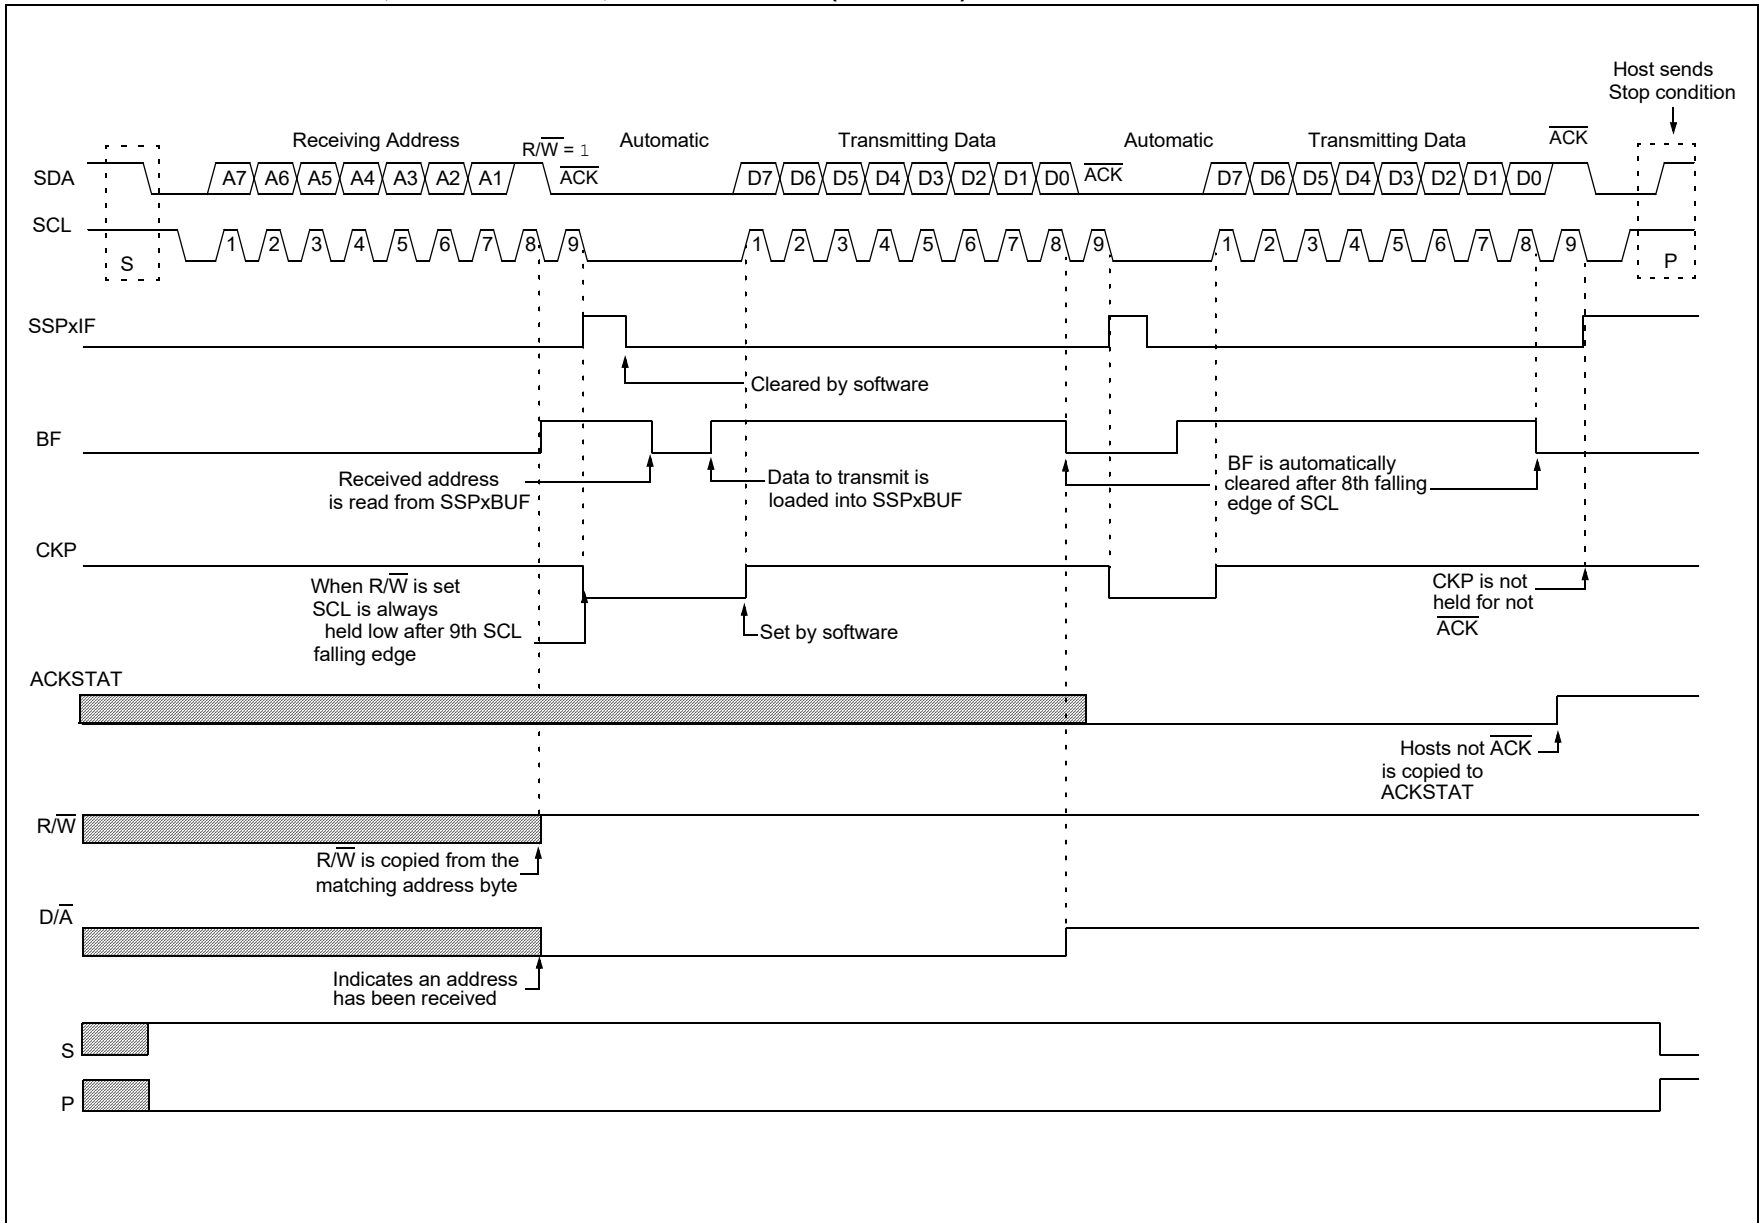 Host sends
Stop condition
Receiving Address
R/W̅ = 1
Automatic
Transmitting Data
Automatic
Transmitting Data
A̅C̅K̅
SDA
A7 A6 A5 A4 A3 A2 A1
A̅C̅K̅
D7 D6 D5 D4 D3 D2 D1 D0
A̅C̅K̅
D7 D6 D5 D4 D3 D2 D1 D0
SCL
S
1 2 3 4 5 6 7 8 9
1 2 3 4 5 6 7 8 9
1 2 3 4 5 6 7 8 9
P
SSPxIF
Cleared by software
BF
Received address
is read from SSPxBUF
Data to transmit is
loaded into SSPxBUF
BF is automatically
cleared after 8th falling
edge of SCL
CKP
When R/W̅ is set
SCL is always
held low after 9th SCL
falling edge
Set by software
CKP is not
held for not
A̅C̅K̅
ACKSTAT
Hosts not A̅C̅K̅
is copied to
ACKSTAT
R/W̅
R/W̅ is copied from the
matching address byte
D/A̅
Indicates an address
has been received
S
P